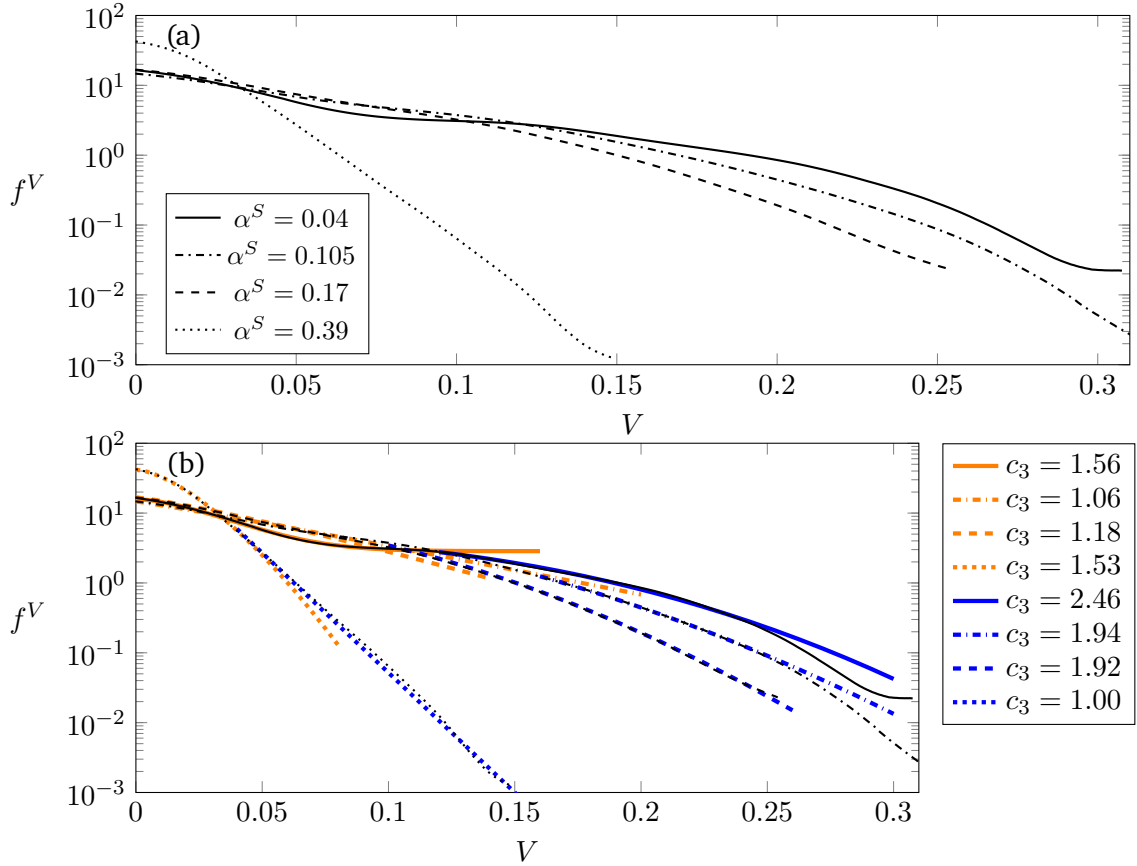 (a)
10^2
10^1
10^0
10^-1
10^-2
10^-3
f^V
α^S = 0.04
α^S = 0.105
α^S = 0.17
α^S = 0.39
0 0.05 0.1 0.15 0.2 0.25 0.3
V
(b)
10^2
10^1
10^0
10^-1
10^-2
10^-3
f^V
0 0.05 0.1 0.15 0.2 0.25 0.3
V
c_3 = 1.56
c_3 = 1.06
c_3 = 1.18
c_3 = 1.53
c_3 = 2.46
c_3 = 1.94
c_3 = 1.92
c_3 = 1.00